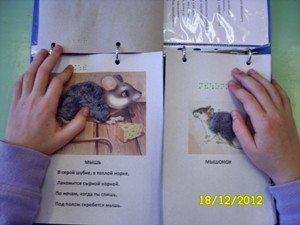 МЫШЬ
В серой шубке, в теплой норке,
Лакомится сырной коркой.
По ночам, когда ты спишь,
Под полом скребется мышь.
МЫШОНОК
18/12/2012